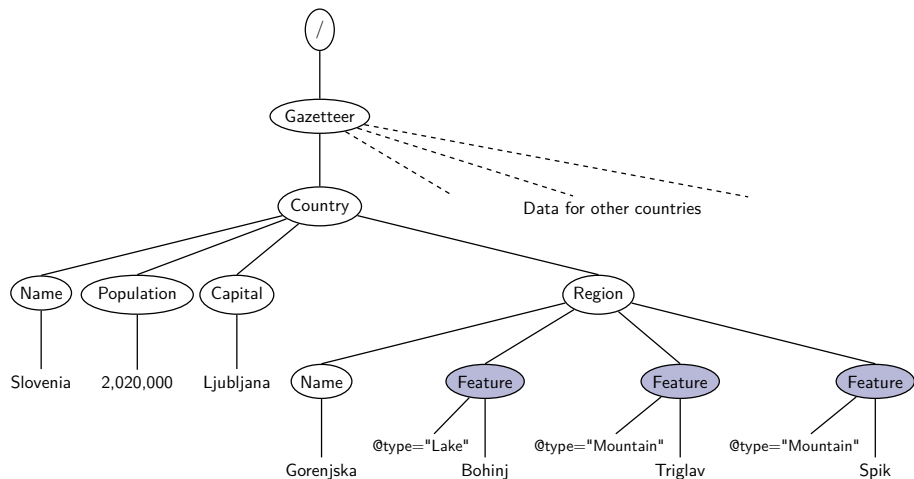 /
Gazetteer
Country
Data for other countries
Name
Population
Capital
Region
Slovenia
2,020,000
Ljubljana
Name
Feature
Feature
Feature
@type="Lake"
@type="Mountain"
@type="Mountain"
Gorenjska
Bohinj
Triglav
Spik